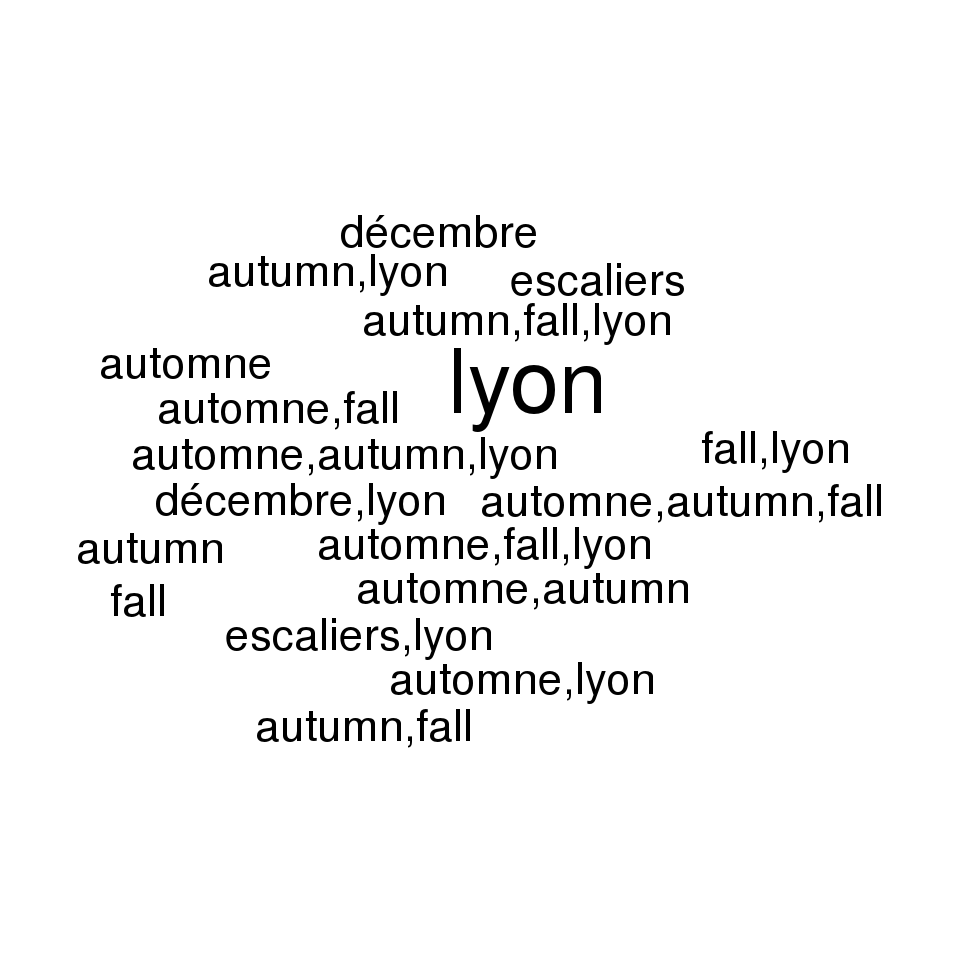 décembre
autumn,lyon
escaliers
autumn,fall,lyon
automne
lyon
automne,fall
automne,autumn,lyon
fall,lyon
décembre,lyon
automne,autumn,fall
autumn
automne,fall,lyon
automne,autumn
fall
escaliers,lyon
automne,lyon
autumn,fall